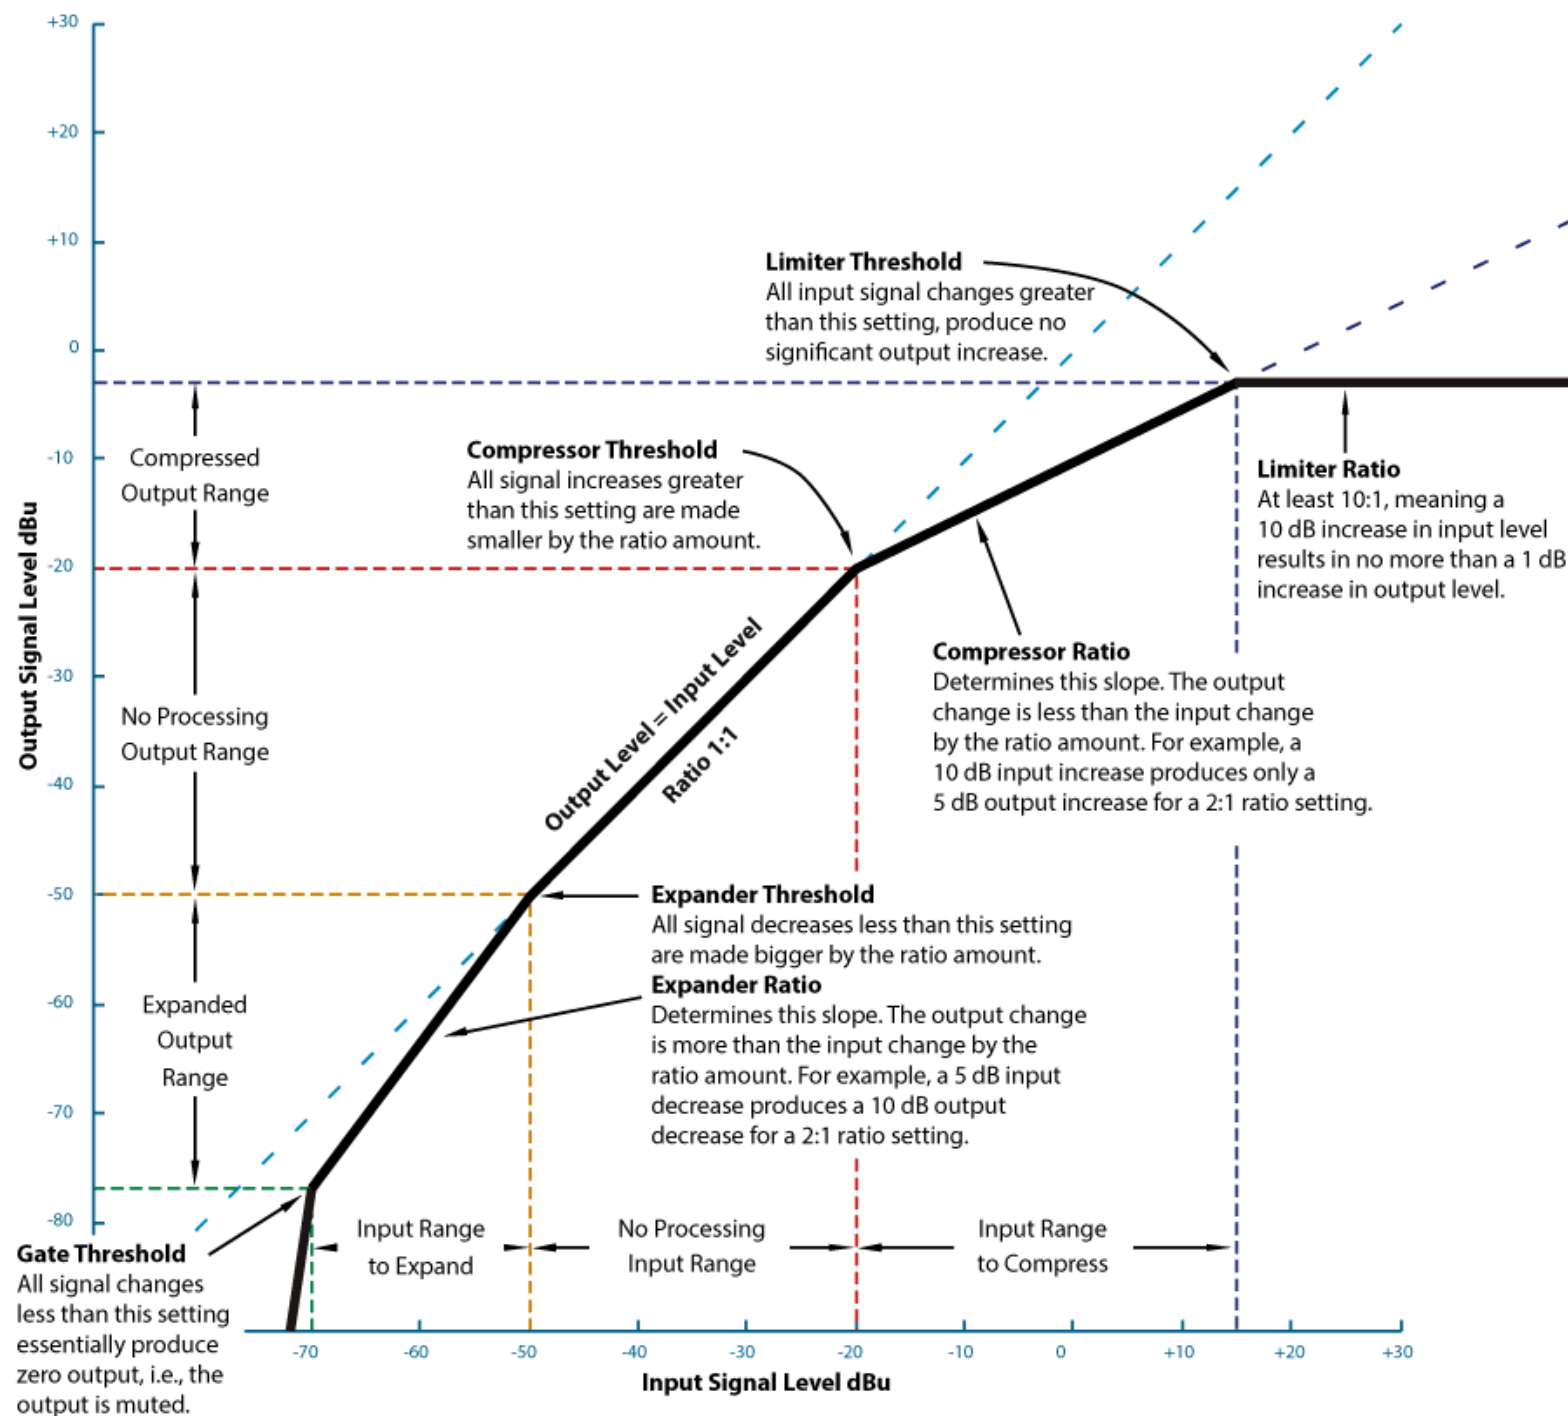 +30
+20
+10
0
-10
-20
-30
-40
-50
-60
-70
-80
Output Signal Level dBu
Compressed
Output Range
No Processing
Output Range
Expanded
Output
Range
Limiter Threshold
All input signal changes greater
than this setting, produce no
significant output increase.
Compressor Threshold
All signal increases greater
than this setting are made
smaller by the ratio amount.
Limiter Ratio
At least 10:1, meaning a
10 dB increase in input level
results in no more than a 1 dB
increase in output level.
Compressor Ratio
Determines this slope. The output
change is less than the input change
by the ratio amount. For example, a
10 dB input increase produces only a
5 dB output increase for a 2:1 ratio setting.
Output Level = Input Level
Ratio 1:1
Expander Threshold
All signal decreases less than this setting
are made bigger by the ratio amount.
Expander Ratio
Determines this slope. The output change
is more than the input change by the
ratio amount. For example, a 5 dB input
decrease produces a 10 dB output
decrease for a 2:1 ratio setting.
Gate Threshold
All signal changes
less than this setting
essentially produce
zero output, i.e., the
output is muted.
Input Range
to Expand
No Processing
Input Range
Input Range
to Compress
-70
-60
-50
-40
-30
-20
-10
0
+10
+20
+30
Input Signal Level dBu